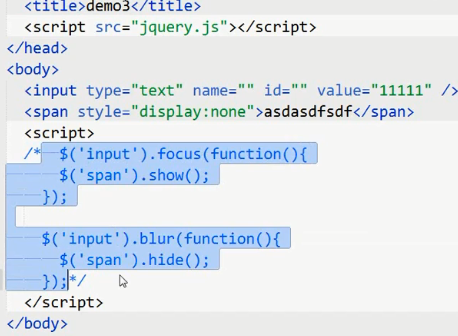 <title>demo3</title>
<script src="jquery.js"></script>
</head>
<body>
<input type="text" name="" id="" value="11111" />
<span style="display:none">asdasdfsdf</span>
<script>
/* $('input').focus(function(){
$('span').show();
});
$('input').blur(function(){
$('span').hide();
});*/
</script>
</body>